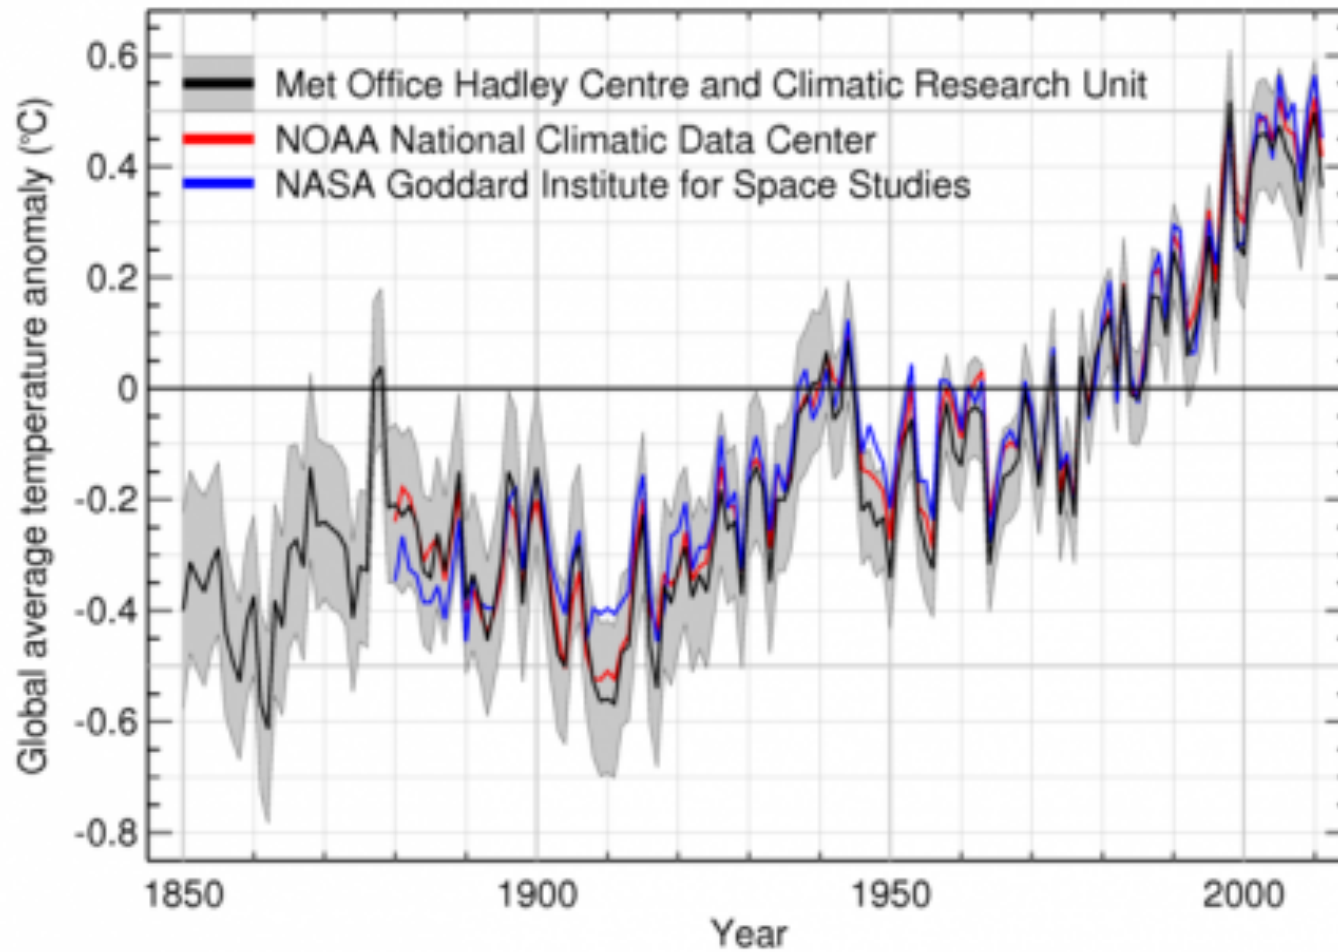 Global average temperature anomaly (°C)
0.6
0.4
0.2
0
-0.2
-0.4
-0.6
-0.8
Met Office Hadley Centre and Climatic Research Unit
NOAA National Climatic Data Center
NASA Goddard Institute for Space Studies
1850 1900 1950 2000
Year